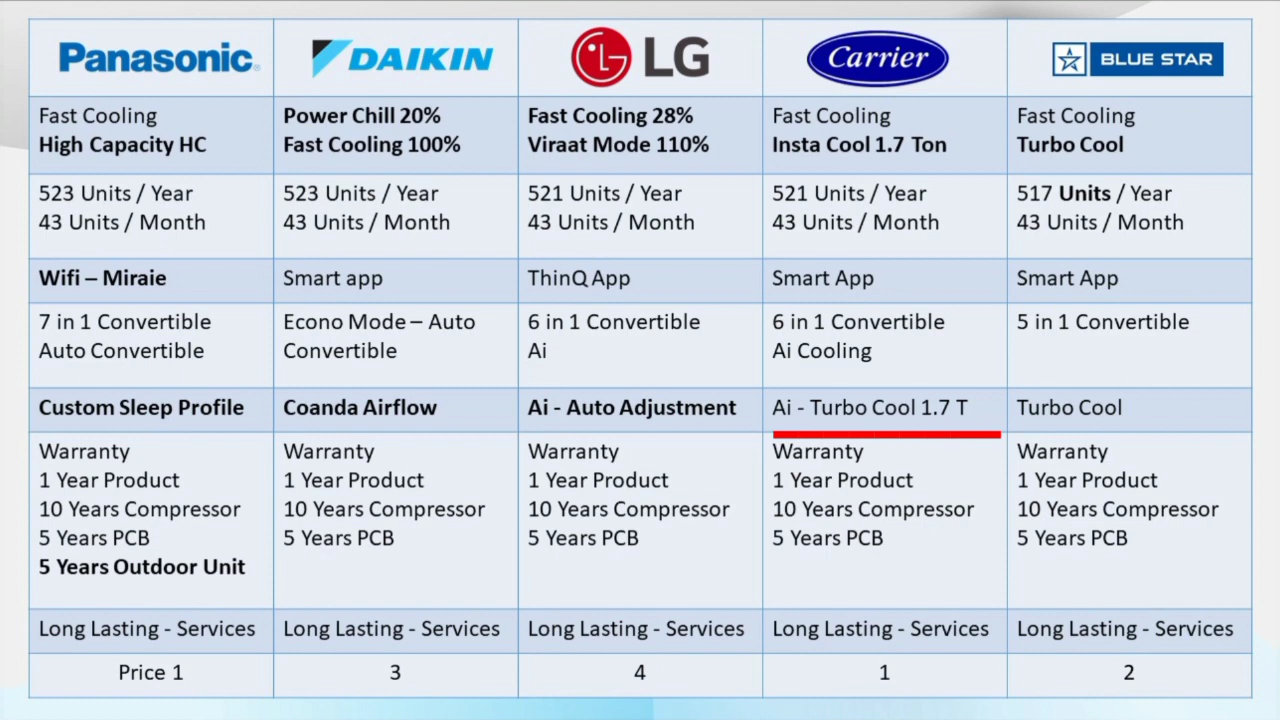 Panasonic
DAIKIN
LG
Carrier
BLUE STAR
Fast Cooling
High Capacity HC
Power Chill 20%
Fast Cooling 100%
Fast Cooling 28%
Viraat Mode 110%
Fast Cooling
Insta Cool 1.7 Ton
Fast Cooling
Turbo Cool
523 Units / Year
43 Units / Month
523 Units / Year
43 Units / Month
521 Units / Year
43 Units / Month
521 Units / Year
43 Units / Month
517 Units / Year
43 Units / Month
Wifi – Miraie
Smart app
ThinQ App
Smart App
Smart App
7 in 1 Convertible
Auto Convertible
Econo Mode – Auto
Convertible
6 in 1 Convertible
Ai
6 in 1 Convertible
Ai Cooling
5 in 1 Convertible
Custom Sleep Profile
Coanda Airflow
Ai - Auto Adjustment
Ai - Turbo Cool 1.7 T
Turbo Cool
Warranty
1 Year Product
10 Years Compressor
5 Years PCB
5 Years Outdoor Unit
Warranty
1 Year Product
10 Years Compressor
5 Years PCB
Warranty
1 Year Product
10 Years Compressor
5 Years PCB
Warranty
1 Year Product
10 Years Compressor
5 Years PCB
Warranty
1 Year Product
10 Years Compressor
5 Years PCB
Long Lasting - Services
Long Lasting - Services
Long Lasting - Services
Long Lasting - Services
Long Lasting - Services
Price 1
3
4
1
2